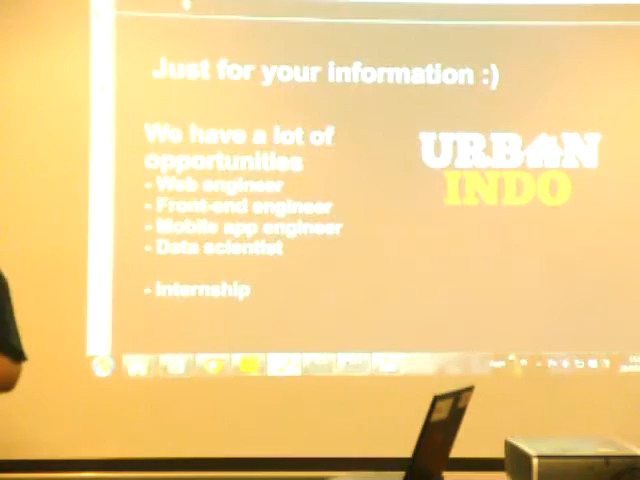 Just for your information :)
We have a lot of
opportunities
- Web engineer
- Front-end engineer
- Mobile app engineer
- Data scientist
- internship
URBAN
INDO